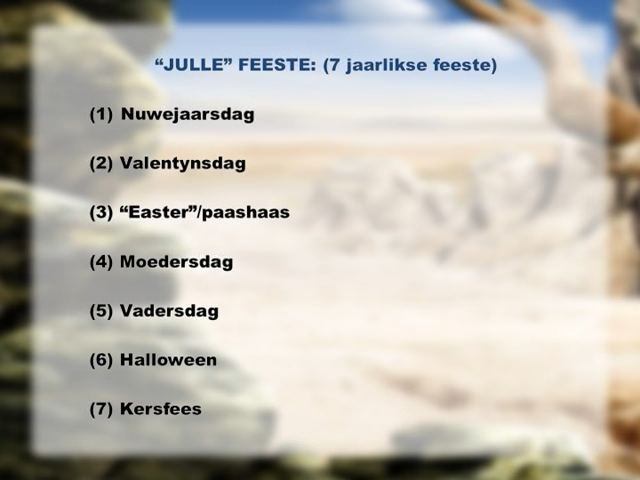 “JULLE” FEESTE: (7 jaarlikse feeste)
(1) Nuwejaarsdag
(2) Valentynsdag
(3) “Easter”/paashaas
(4) Moedersdag
(5) Vadersdag
(6) Halloween
(7) Kersfees